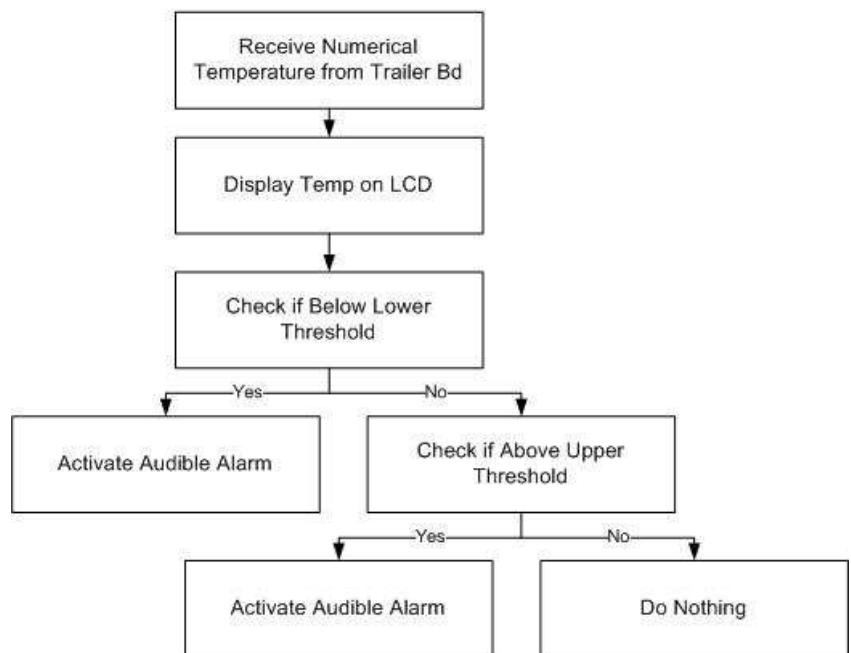 Receive Numerical
Temperature from Trailer Bd
Display Temp on LCD
Check if Below Lower
Threshold
Yes
No
Activate Audible Alarm
Check if Above Upper
Threshold
Yes
No
Activate Audible Alarm
Do Nothing